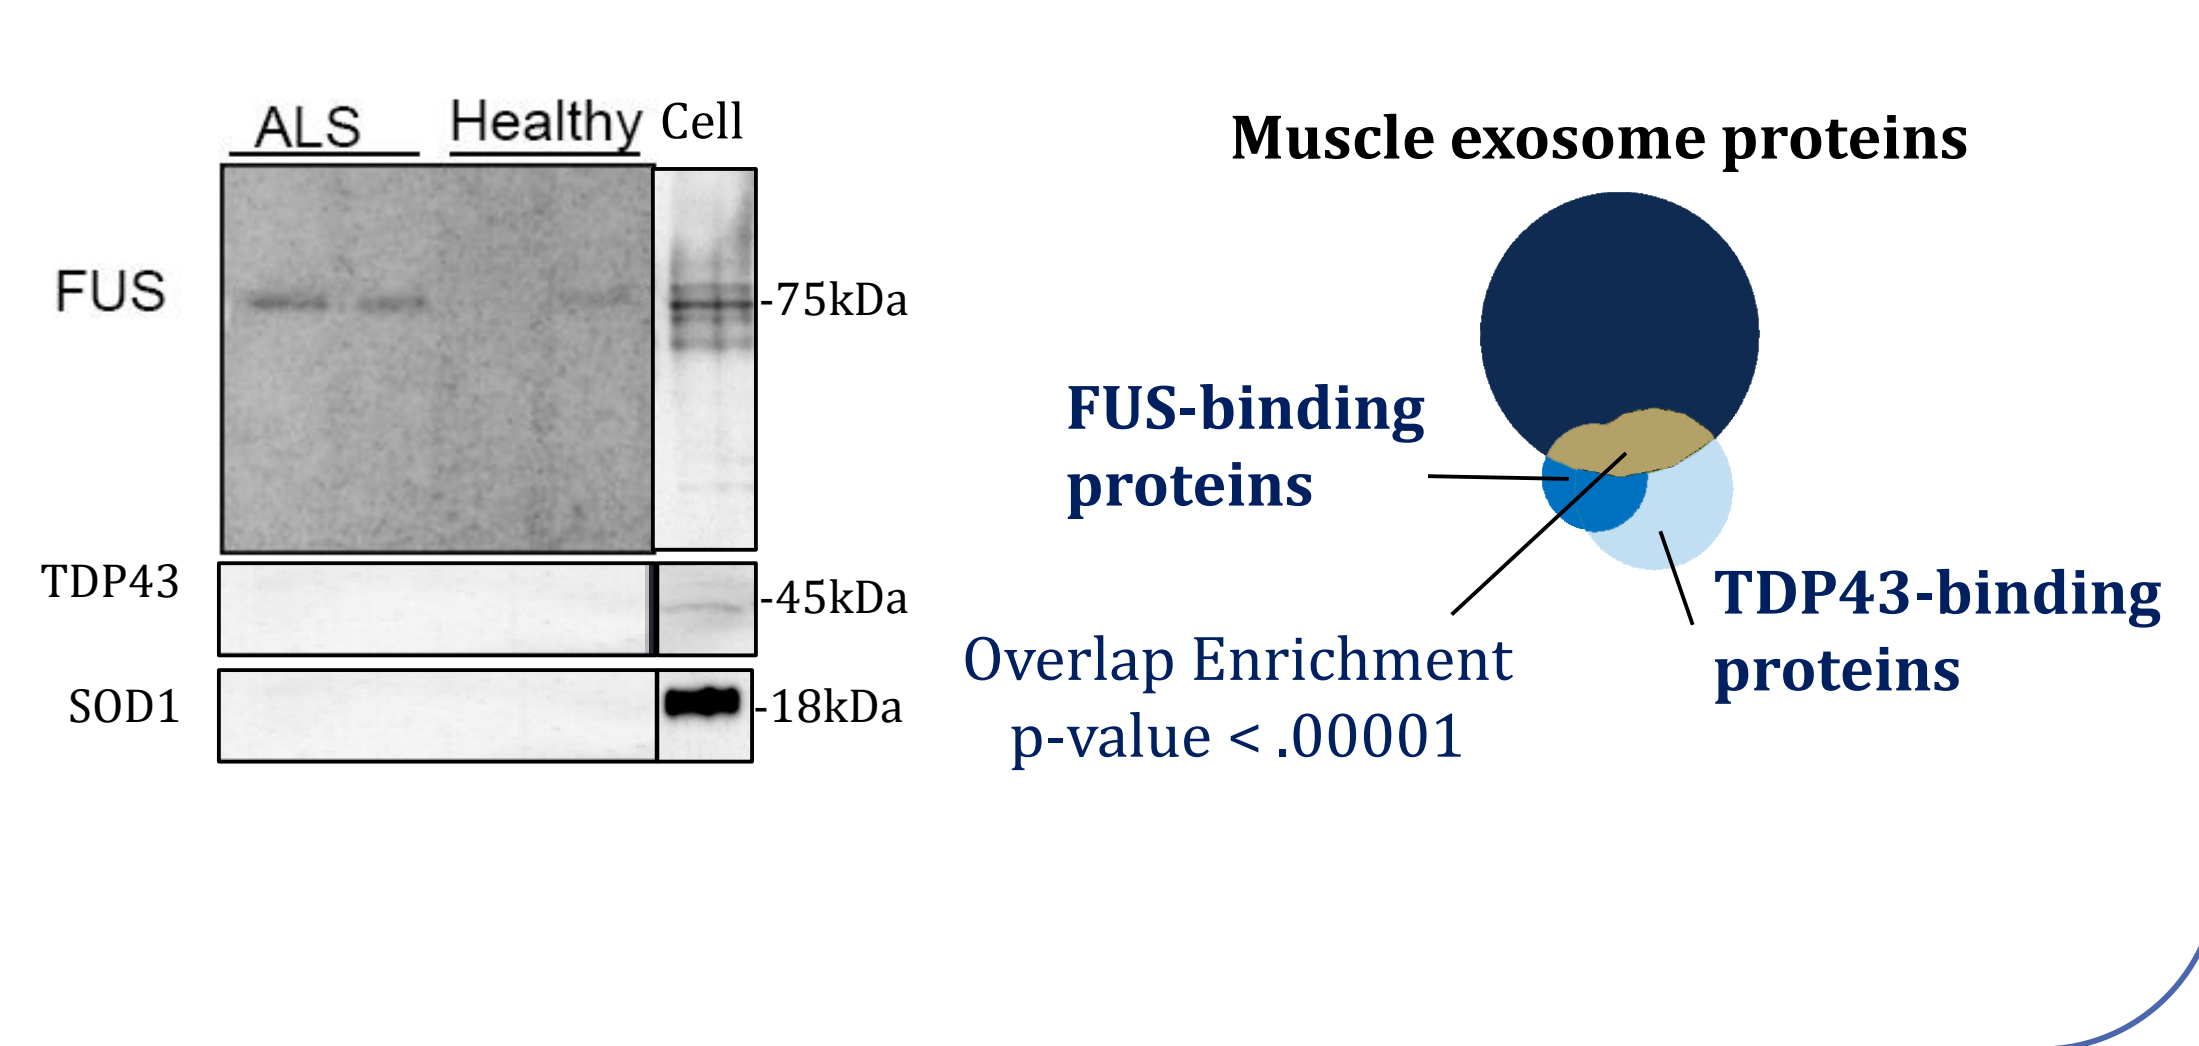 ALS
Healthy
Cell
FUS
-75kDa
TDP43
-45kDa
SOD1
-18kDa
Muscle exosome proteins
FUS-binding
proteins
Overlap Enrichment
p-value < .00001
TDP43-binding
proteins